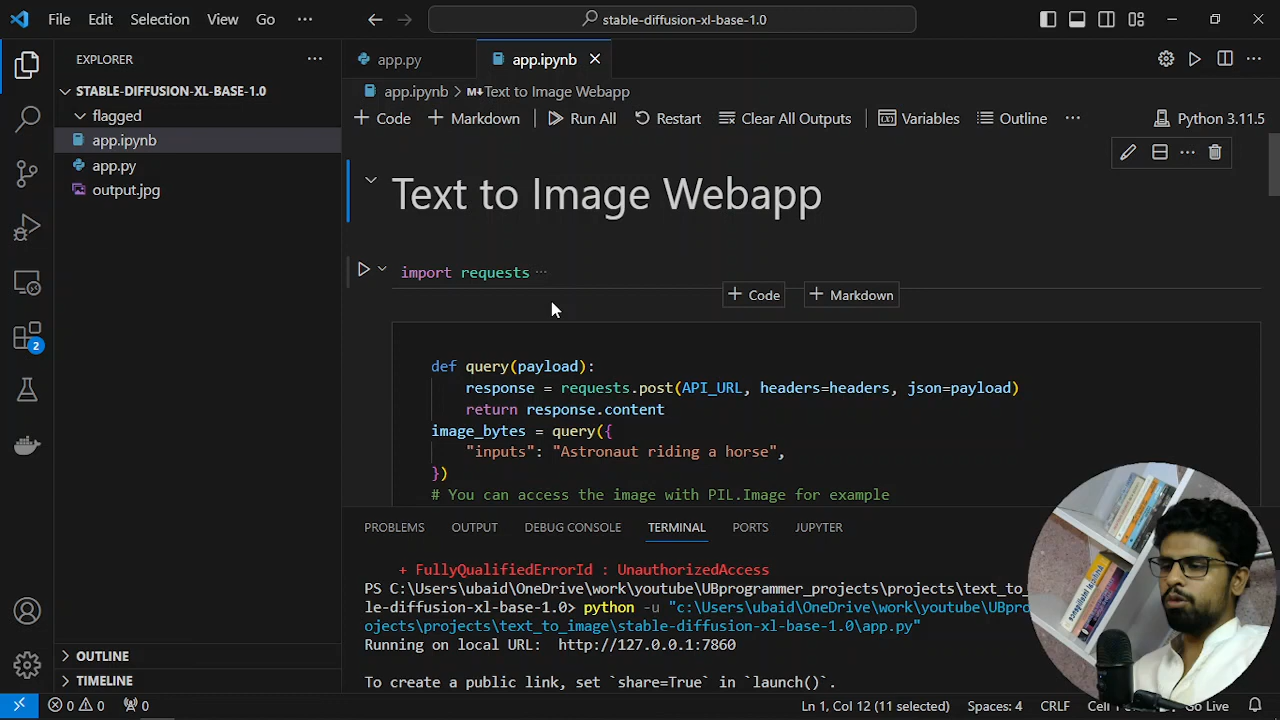 File Edit Selection View Go ···
stable-diffusion-xl-base-1.0
EXPLORER
STABLE-DIFFUSION-XL-BASE-1.0
flagged
app.ipynb
app.py
output.jpg
OUTLINE
TIMELINE
2
app.py
app.ipynb
app.ipynb > M↓ Text to Image Webapp
+ Code + Markdown Run All Restart Clear All Outputs Variables Outline ··· Python 3.11.5
Text to Image Webapp
import requests ···
+ Code + Markdown
def query(payload):
response = requests.post(API_URL, headers=headers, json=payload)
return response.content
image_bytes = query({
"inputs": "Astronaut riding a horse",
})
# You can access the image with PIL.Image for example
PROBLEMS OUTPUT DEBUG CONSOLE TERMINAL PORTS JUPYTER
+ FullyQualifiedErrorId : UnauthorizedAccess
PS C:\Users\ubaid\OneDrive\work\youtube\UBprogrammer_projects\projects\text_to_
le-diffusion-xl-base-1.0> python -u "c:\Users\ubaid\OneDrive\work\youtube\UBpro
ojects\projects\text_to_image\stable-diffusion-xl-base-1.0\app.py"
Running on local URL: http://127.0.0.1:7860
To create a public link, set `share=True` in `launch()`.
0 0 0 Ln 1, Col 12 (11 selected) Spaces: 4 CRLF Cell Go Live